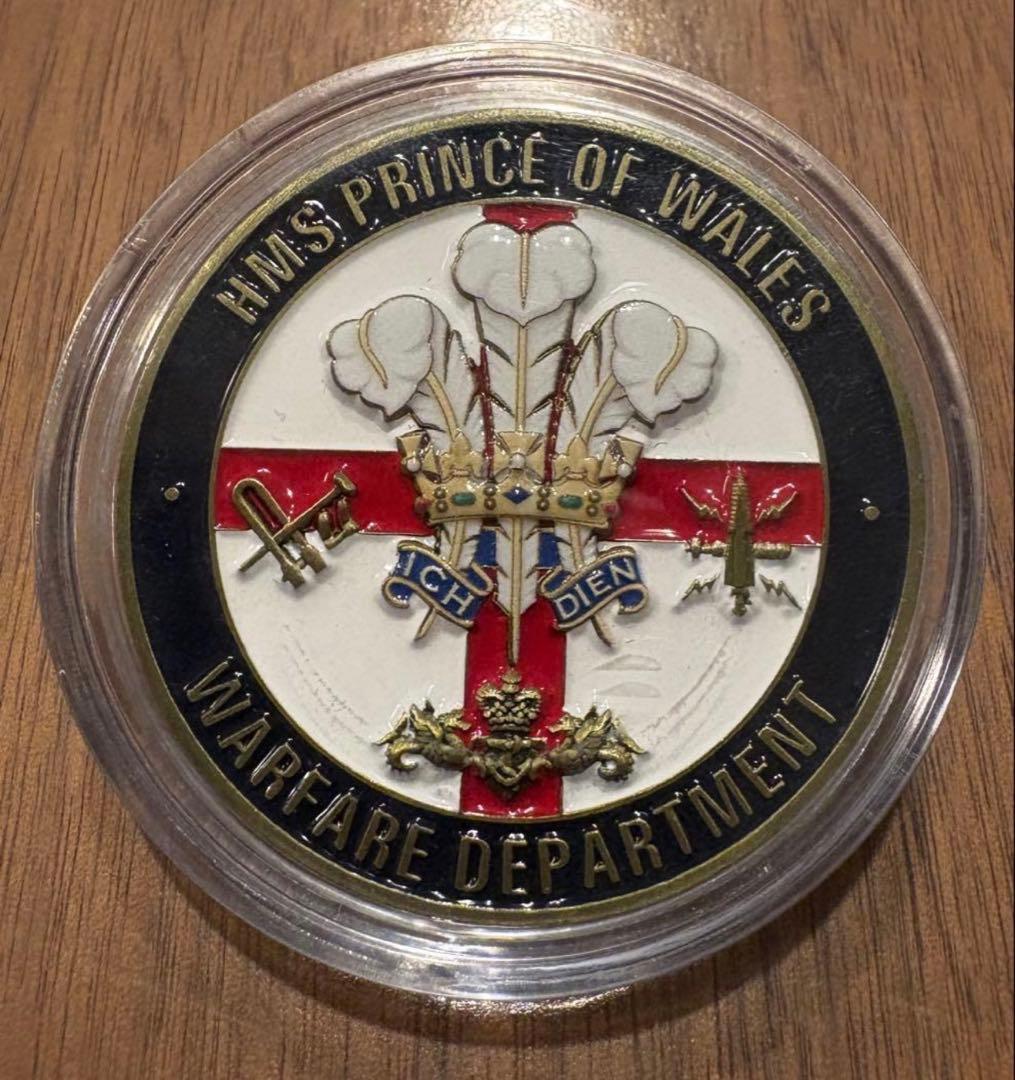 HMS PRINCE OF WALES
ICH DIEN
WARFARE DEPARTMENT